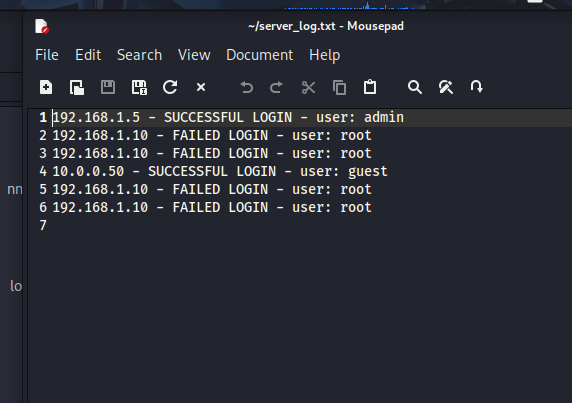 ~/server_log.txt - Mousepad
File Edit Search View Document Help
1 192.168.1.5 - SUCCESSFUL LOGIN - user: admin
2 192.168.1.10 - FAILED LOGIN - user: root
3 192.168.1.10 - FAILED LOGIN - user: root
4 10.0.0.50 - SUCCESSFUL LOGIN - user: guest
5 192.168.1.10 - FAILED LOGIN - user: root
6 192.168.1.10 - FAILED LOGIN - user: root
7